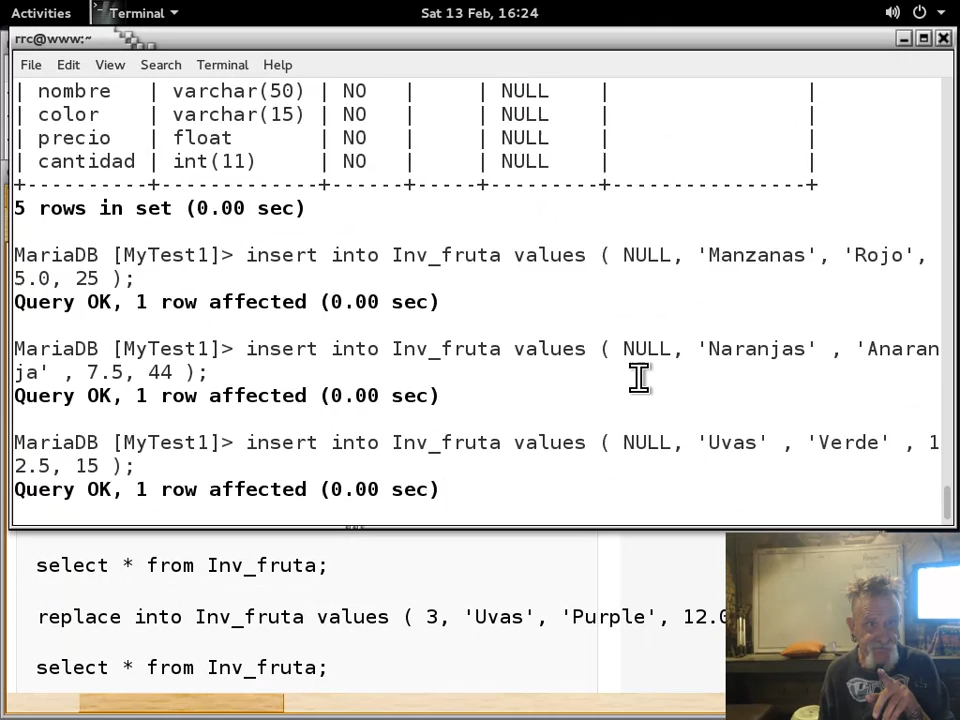 Activities Terminal Sat 13 Feb, 16:24
rrc@www:~
File Edit View Search Terminal Help
| nombre | varchar(50) | NO | | NULL | |
| color | varchar(15) | NO | | NULL | |
| precio | float | NO | | NULL | |
| cantidad | int(11) | NO | | NULL | |
+----------+-------------+------+-----+---------+----------------+
5 rows in set (0.00 sec)
MariaDB [MyTest1]> insert into Inv_fruta values ( NULL, 'Manzanas', 'Rojo',
5.0, 25 );
Query OK, 1 row affected (0.00 sec)
MariaDB [MyTest1]> insert into Inv_fruta values ( NULL, 'Naranjas' , 'Anaran
ja' , 7.5, 44 );
Query OK, 1 row affected (0.00 sec)
MariaDB [MyTest1]> insert into Inv_fruta values ( NULL, 'Uvas' , 'Verde' , 1
2.5, 15 );
Query OK, 1 row affected (0.00 sec)
select * from Inv_fruta;
replace into Inv_fruta values ( 3, 'Uvas', 'Purple', 12.0
select * from Inv_fruta;